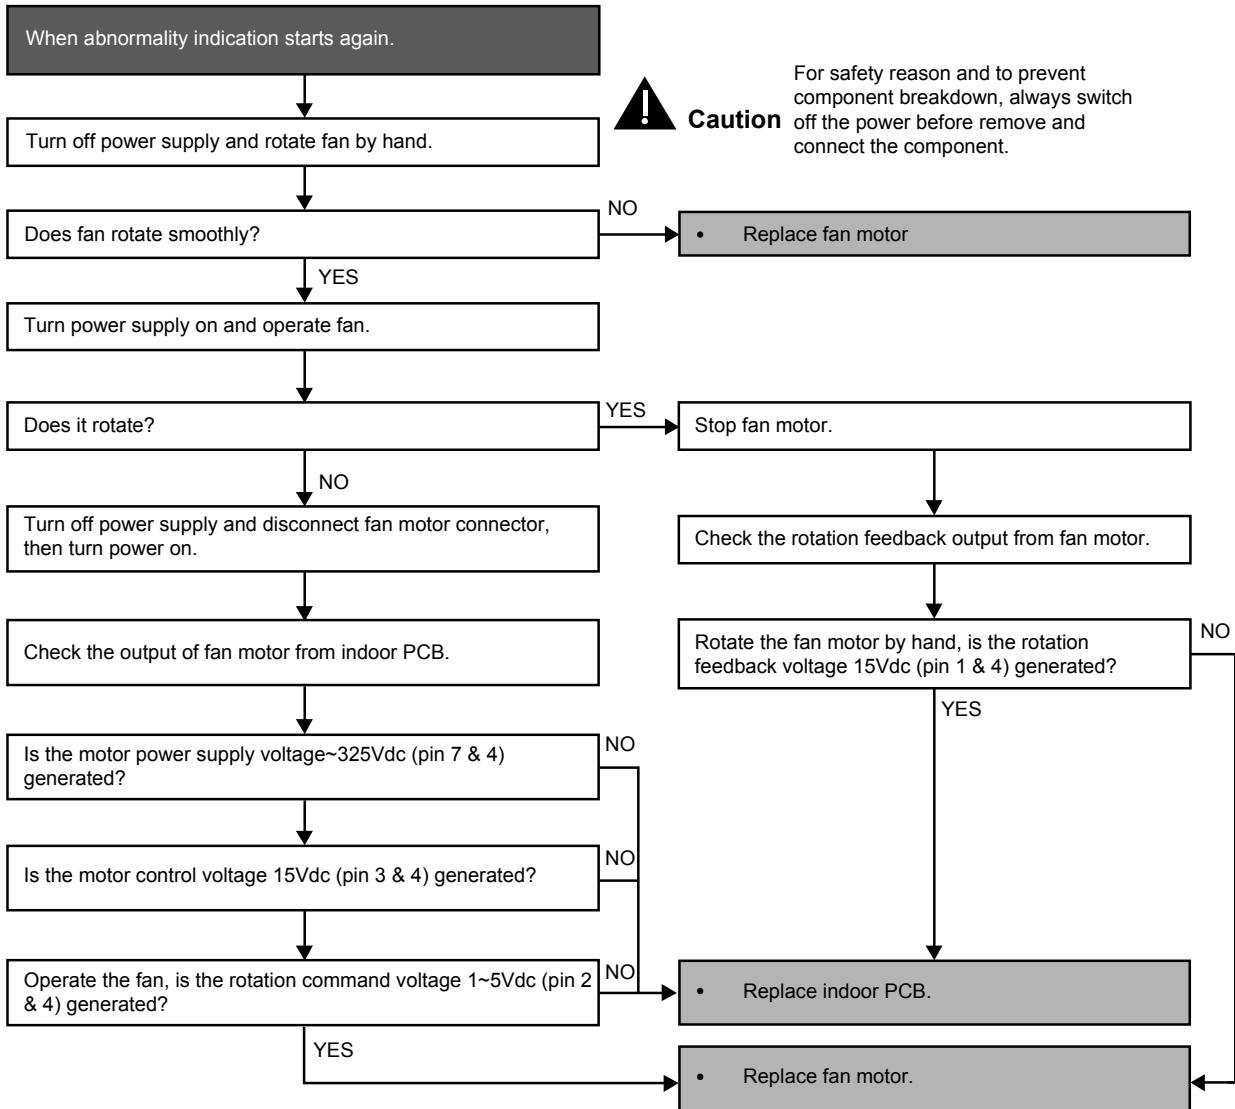 When abnormality indication starts again.
For safety reason and to prevent
component breakdown, always switch
Caution off the power before remove and
connect the component.
Turn off power supply and rotate fan by hand.
Does fan rotate smoothly?
NO
• Replace fan motor
YES
Turn power supply on and operate fan.
Does it rotate?
YES
Stop fan motor.
NO
Turn off power supply and disconnect fan motor connector,
then turn power on.
Check the rotation feedback output from fan motor.
Check the output of fan motor from indoor PCB.
Rotate the fan motor by hand, is the rotation
feedback voltage 15Vdc (pin 1 & 4) generated?
NO
YES
Is the motor power supply voltage~325Vdc (pin 7 & 4)
generated?
NO
Is the motor control voltage 15Vdc (pin 3 & 4) generated?
NO
Operate the fan, is the rotation command voltage 1~5Vdc (pin 2
& 4) generated?
NO
• Replace indoor PCB.
YES
• Replace fan motor.